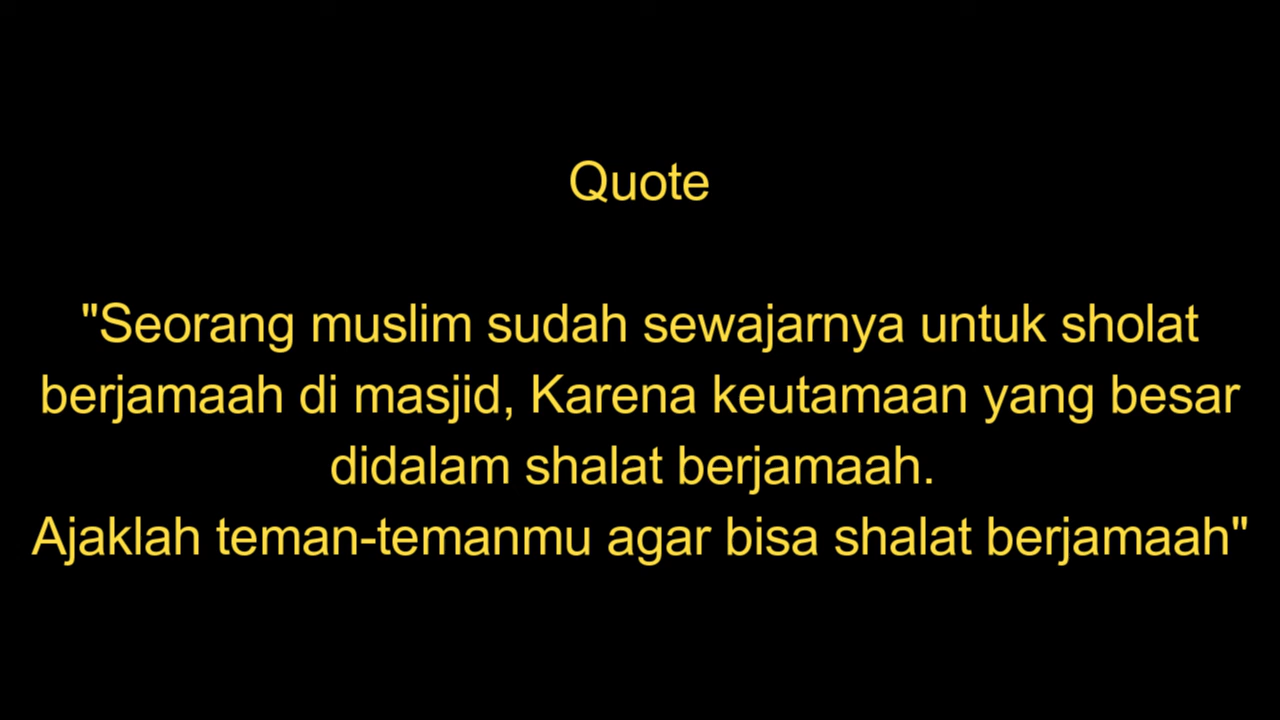 Quote
"Seorang muslim sudah sewajarnya untuk sholat
berjamaah di masjid, Karena keutamaan yang besar
didalam shalat berjamaah.
Ajaklah teman-temanmu agar bisa shalat berjamaah"